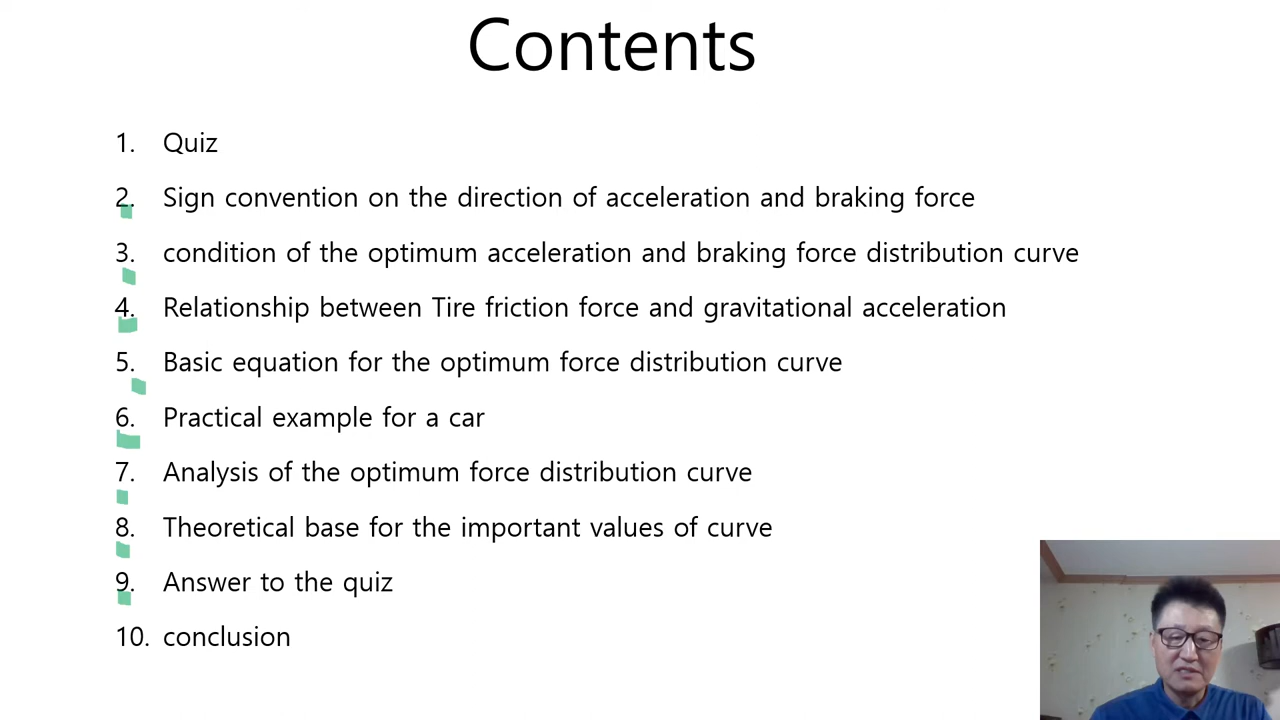 Contents
1. Quiz
2. Sign convention on the direction of acceleration and braking force
3. condition of the optimum acceleration and braking force distribution curve
4. Relationship between Tire friction force and gravitational acceleration
5. Basic equation for the optimum force distribution curve
6. Practical example for a car
7. Analysis of the optimum force distribution curve
8. Theoretical base for the important values of curve
9. Answer to the quiz
10. conclusion